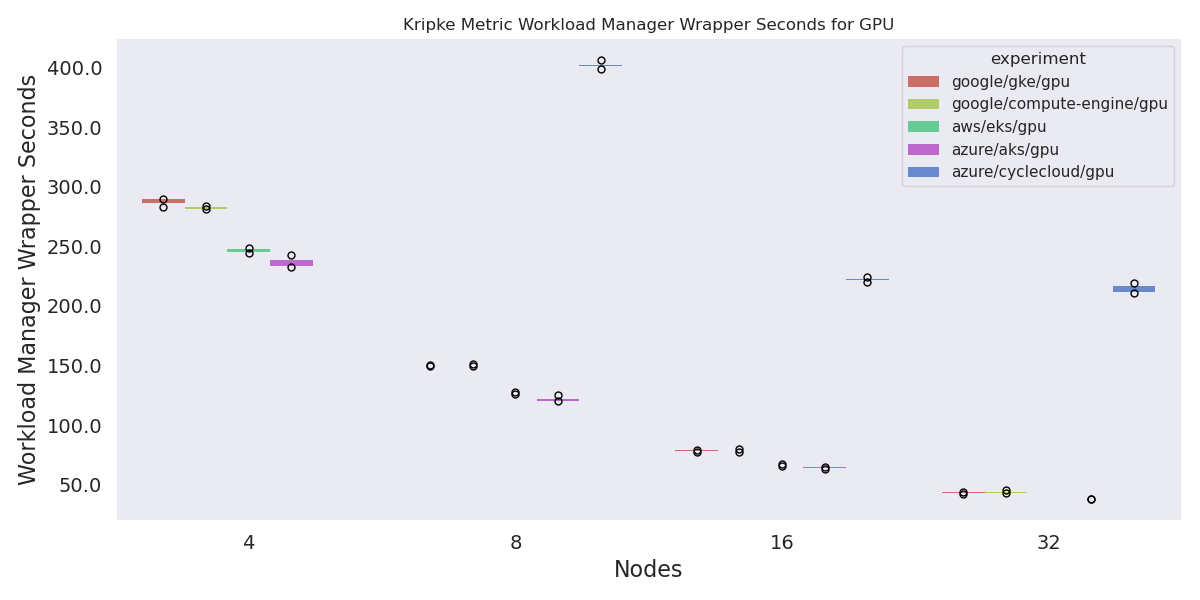 Kripke Metric Workload Manager Wrapper Seconds for GPU
Workload Manager Wrapper Seconds
400.0
350.0
300.0
250.0
200.0
150.0
100.0
50.0
experiment
google/gke/gpu
google/compute-engine/gpu
aws/eks/gpu
azure/aks/gpu
azure/cyclecloud/gpu
4
8
16
32
Nodes